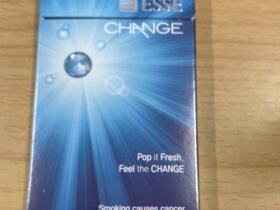 ESSE
CHANGE
Pop it Fresh,
Feel the CHANGE
Smoking causes cancer